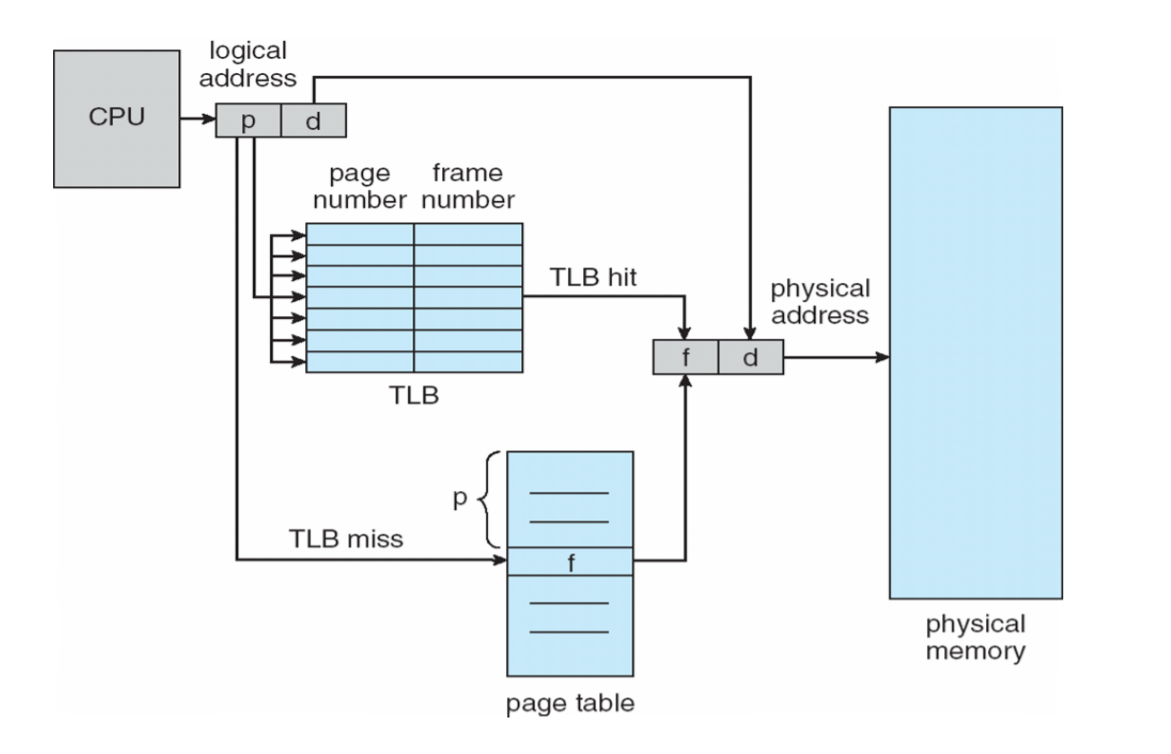 logical
address
CPU
p
d
page
number
frame
number
TLB hit
physical
address
f
d
TLB
p
TLB miss
f
physical
memory
page table